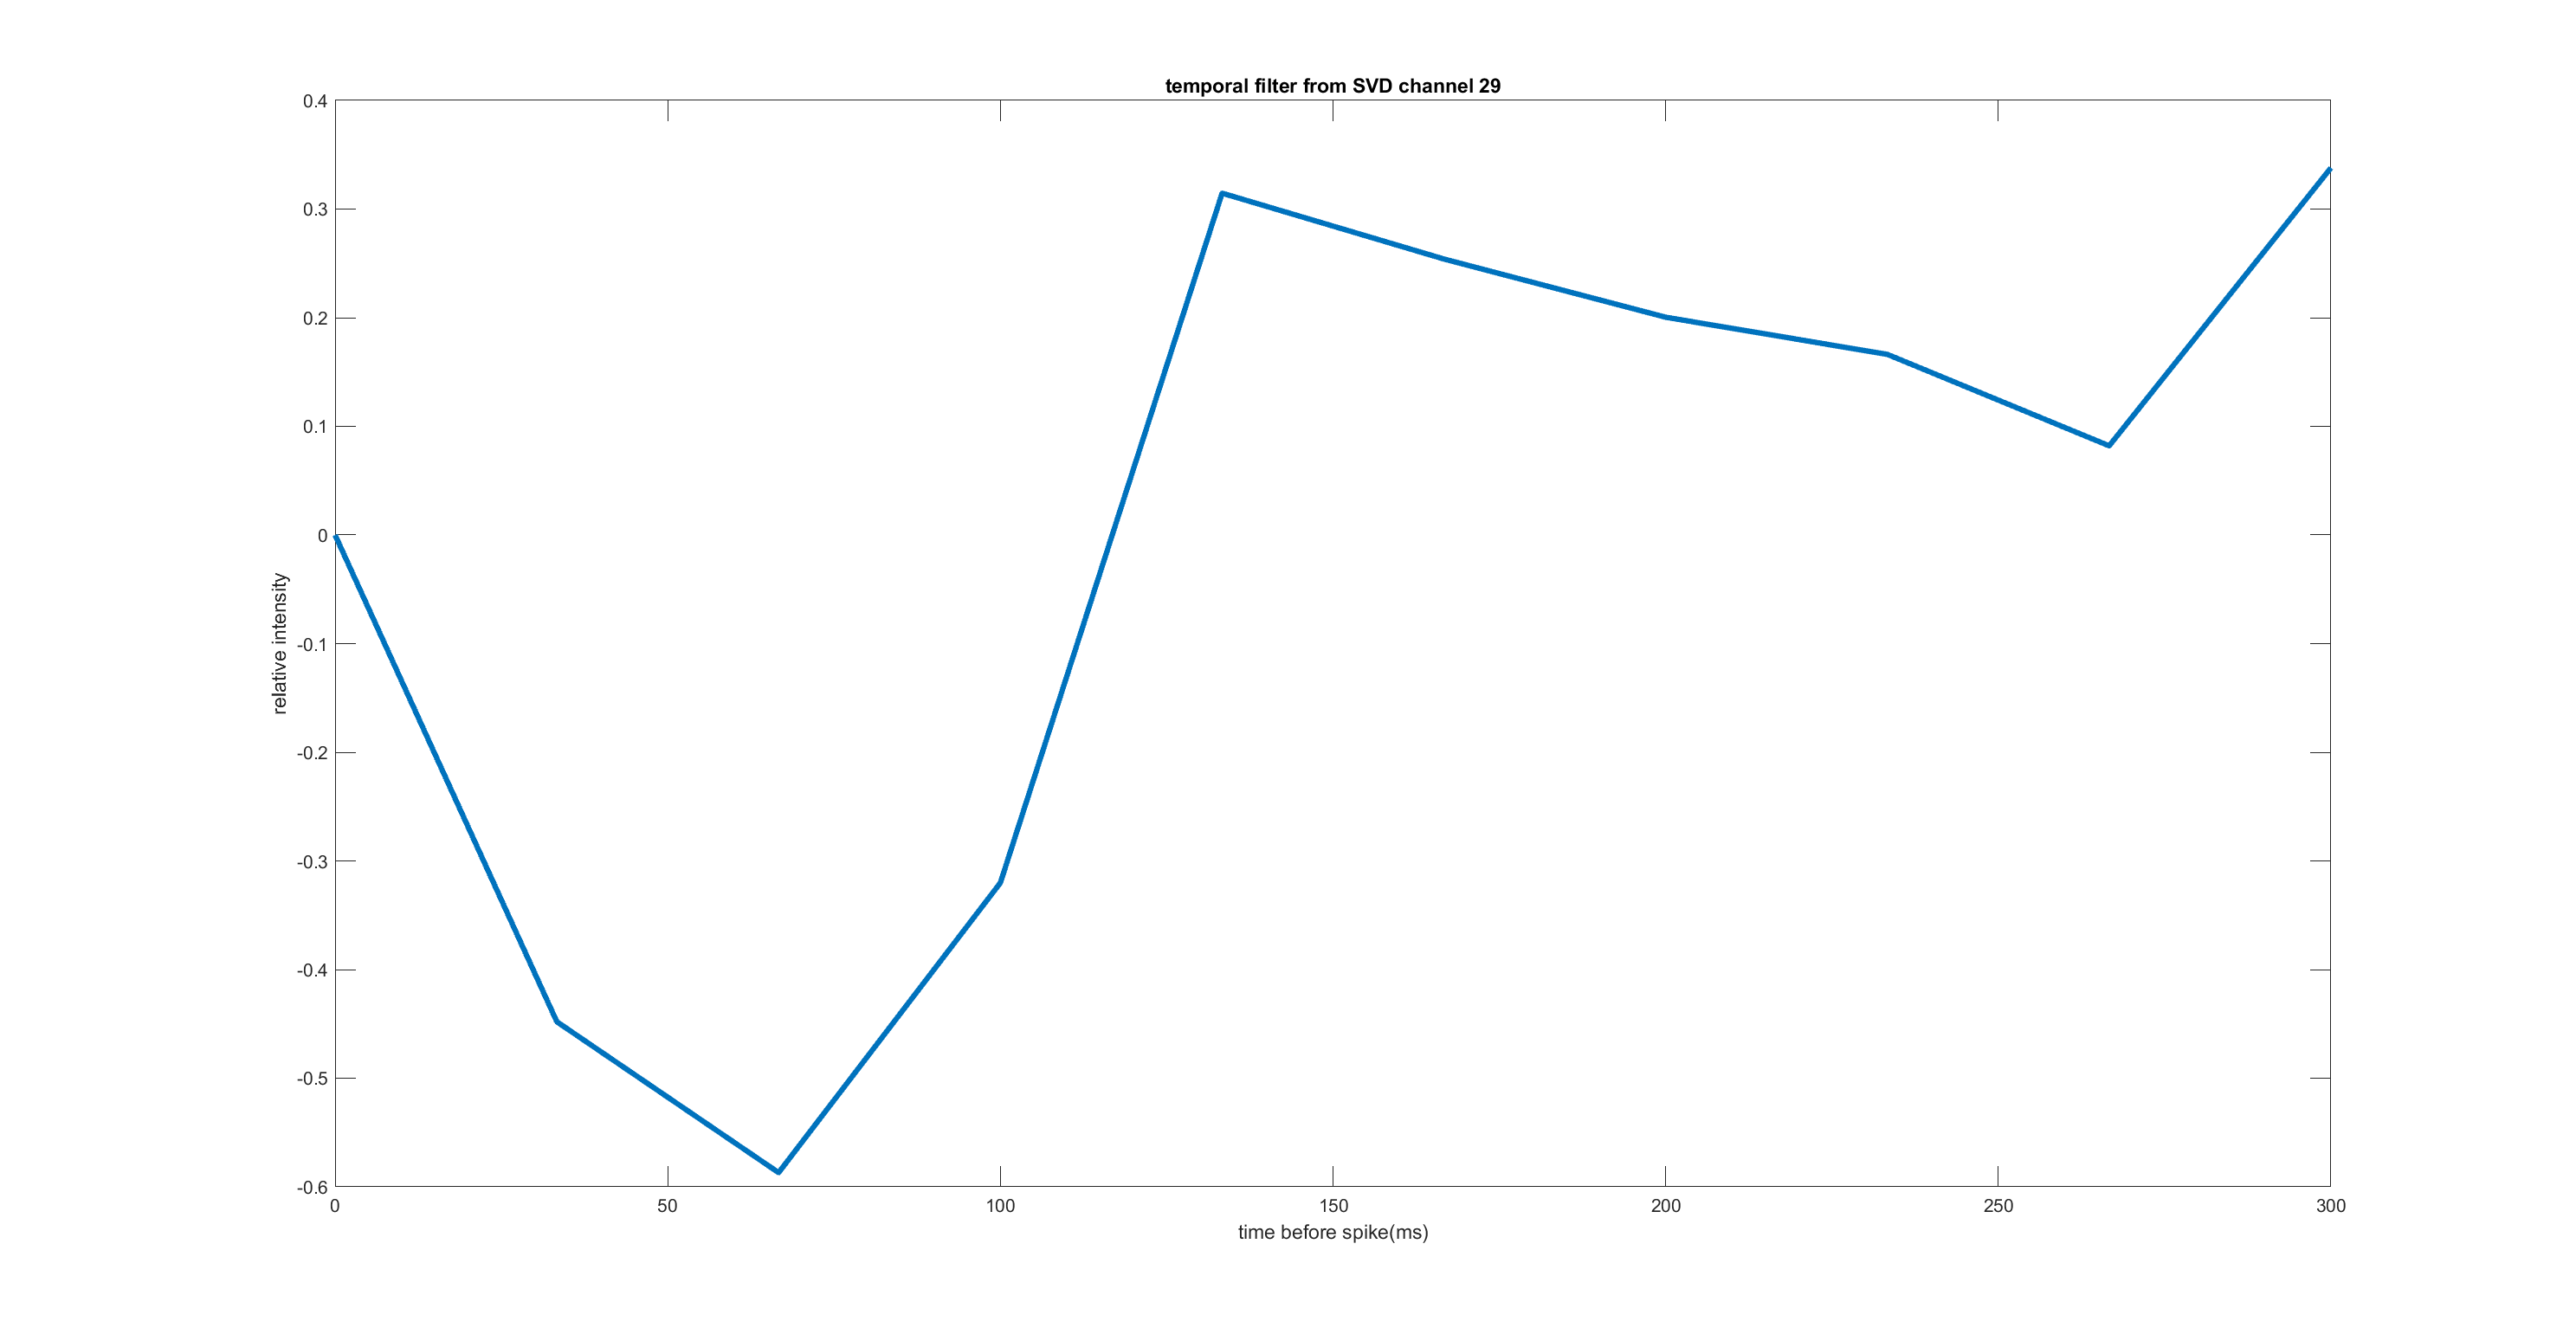 temporal filter from SVD channel 29
0.4
0.3
0.2
0.1
0
-0.1
-0.2
-0.3
-0.4
-0.5
-0.6
relative intensity
0 50 100 150 200 250 300
time before spike(ms)